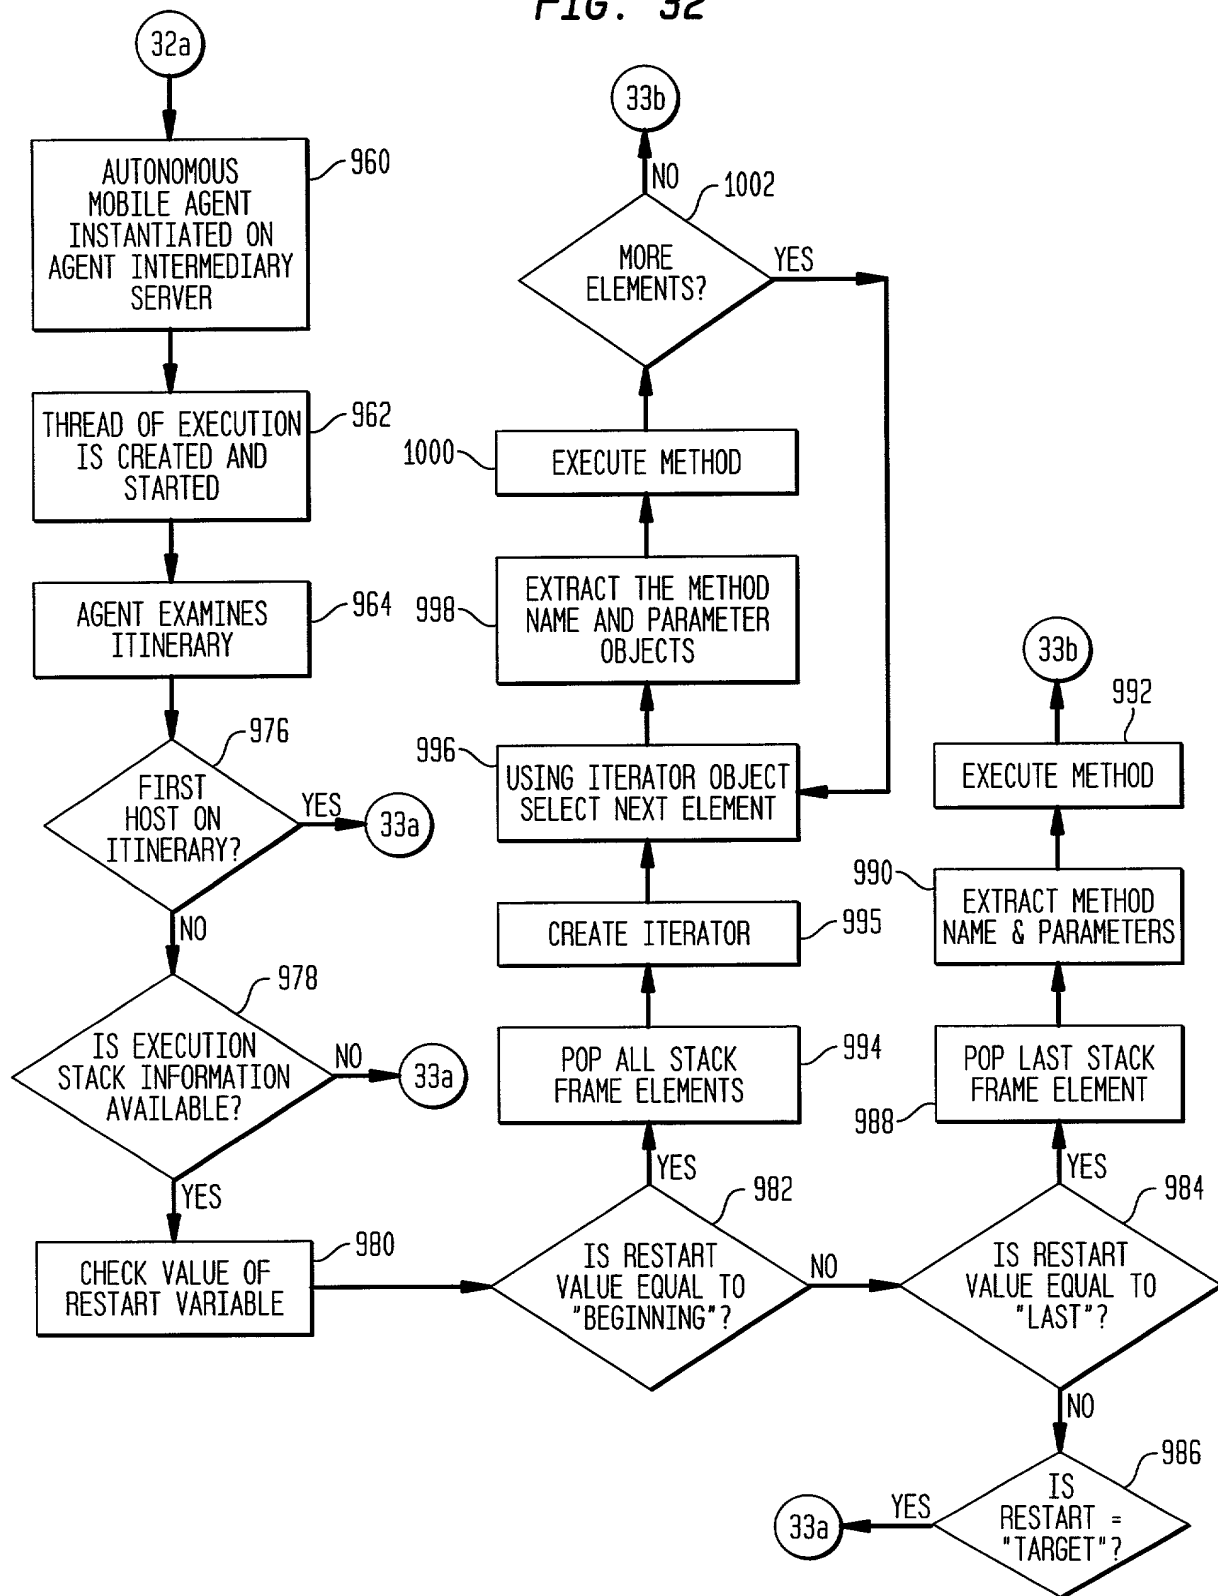 FIG. 32
32a
AUTONOMOUS
MOBILE AGENT
INSTANTIATED ON
AGENT INTERMEDIARY
SERVER
960
THREAD OF EXECUTION
IS CREATED AND
STARTED
962
AGENT EXAMINES
ITINERARY
964
FIRST
HOST ON
ITINERARY?
976
YES
33a
NO
IS EXECUTION
STACK INFORMATION
AVAILABLE?
978
NO
33a
YES
CHECK VALUE OF
RESTART VARIABLE
980
33b
NO
1002
MORE
ELEMENTS?
YES
1000
EXECUTE METHOD
998
EXTRACT THE METHOD
NAME AND PARAMETER
OBJECTS
996
USING ITERATOR OBJECT
SELECT NEXT ELEMENT
CREATE ITERATOR
995
POP ALL STACK
FRAME ELEMENTS
994
YES
982
IS RESTART
VALUE EQUAL TO
"BEGINNING"?
NO
33b
992
EXECUTE METHOD
990
EXTRACT METHOD
NAME & PARAMETERS
POP LAST STACK
FRAME ELEMENT
988
YES
984
IS RESTART
VALUE EQUAL TO
"LAST"?
NO
986
IS
RESTART =
"TARGET"?
YES
33a